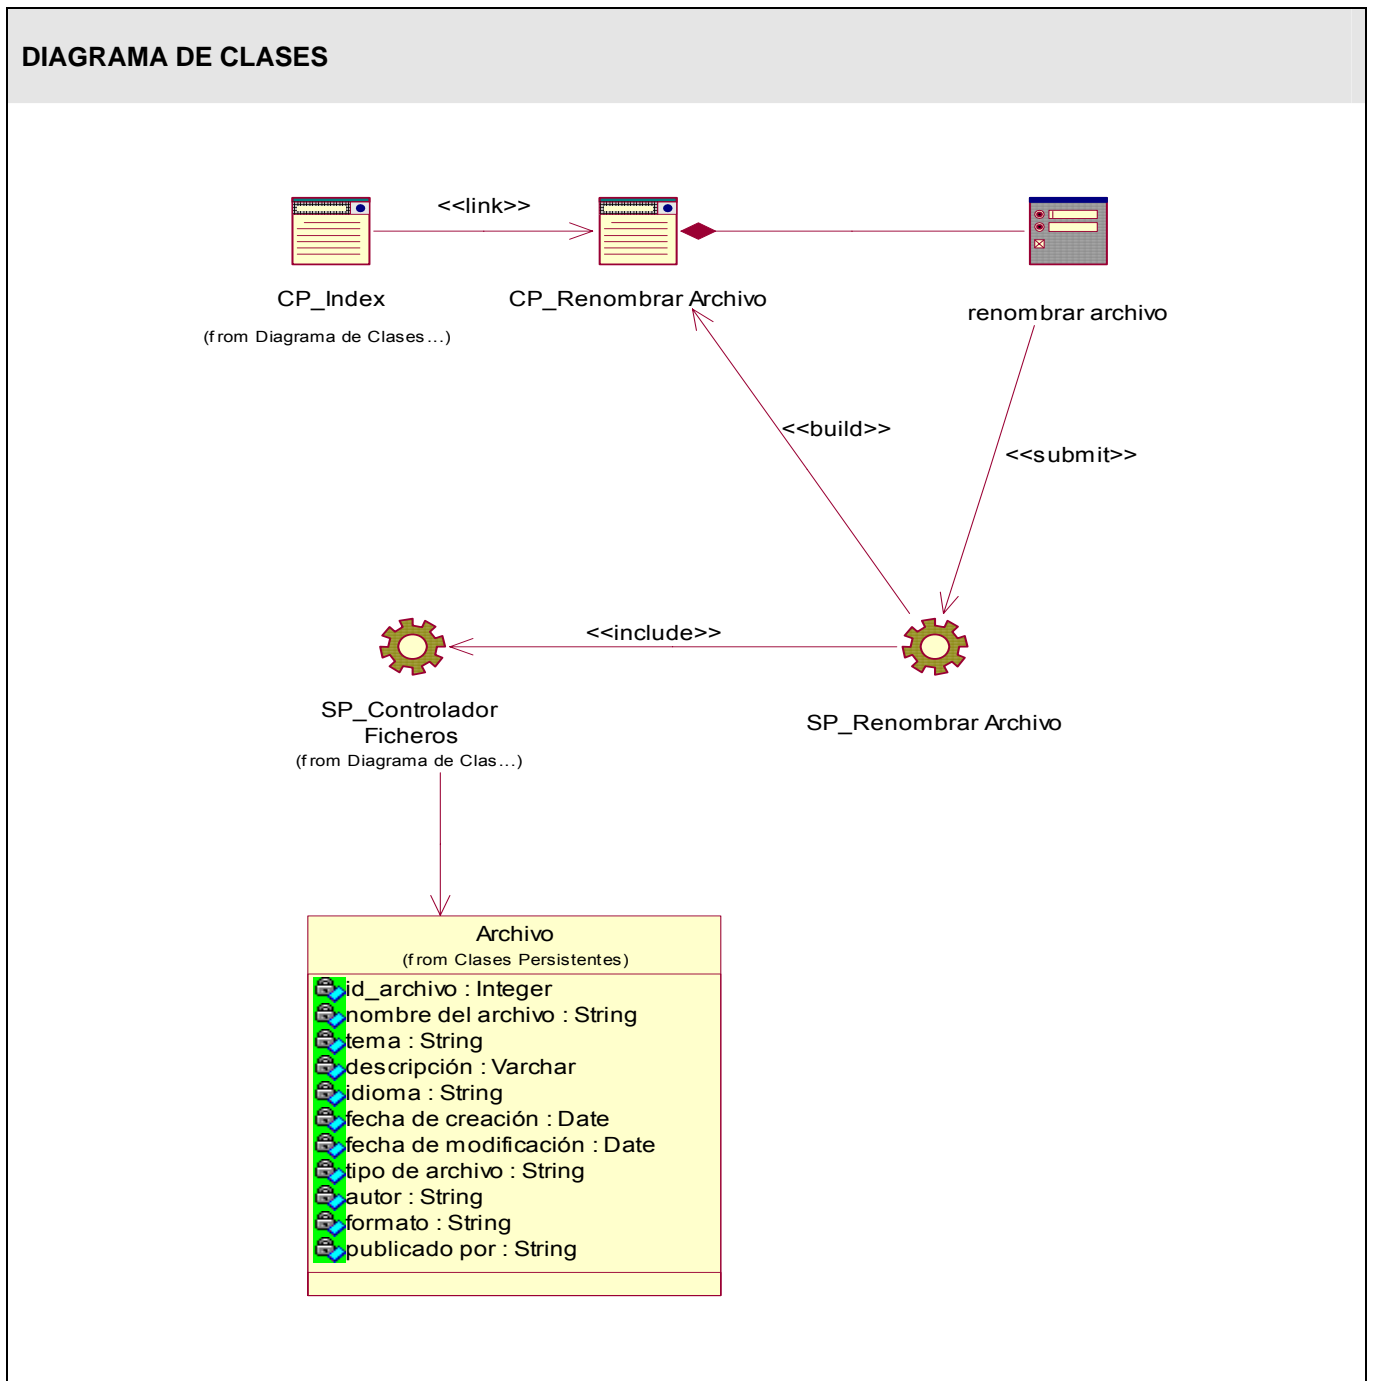 DIAGRAMA DE CLASES
<<link>>
CP_Index
(from Diagrama de Clases...)
CP_Renombrar Archivo
renombrar archivo
<<build>>
<<submit>>
<<include>>
SP_Controlador
Ficheros
(from Diagrama de Clas...)
SP_Renombrar Archivo
Archivo
(from Clases Persistentes)
id_archivo : Integer
nombre del archivo : String
tema : String
descripción : Varchar
idioma : String
fecha de creación : Date
fecha de modificación : Date
tipo de archivo : String
autor : String
formato : String
publicado por : String